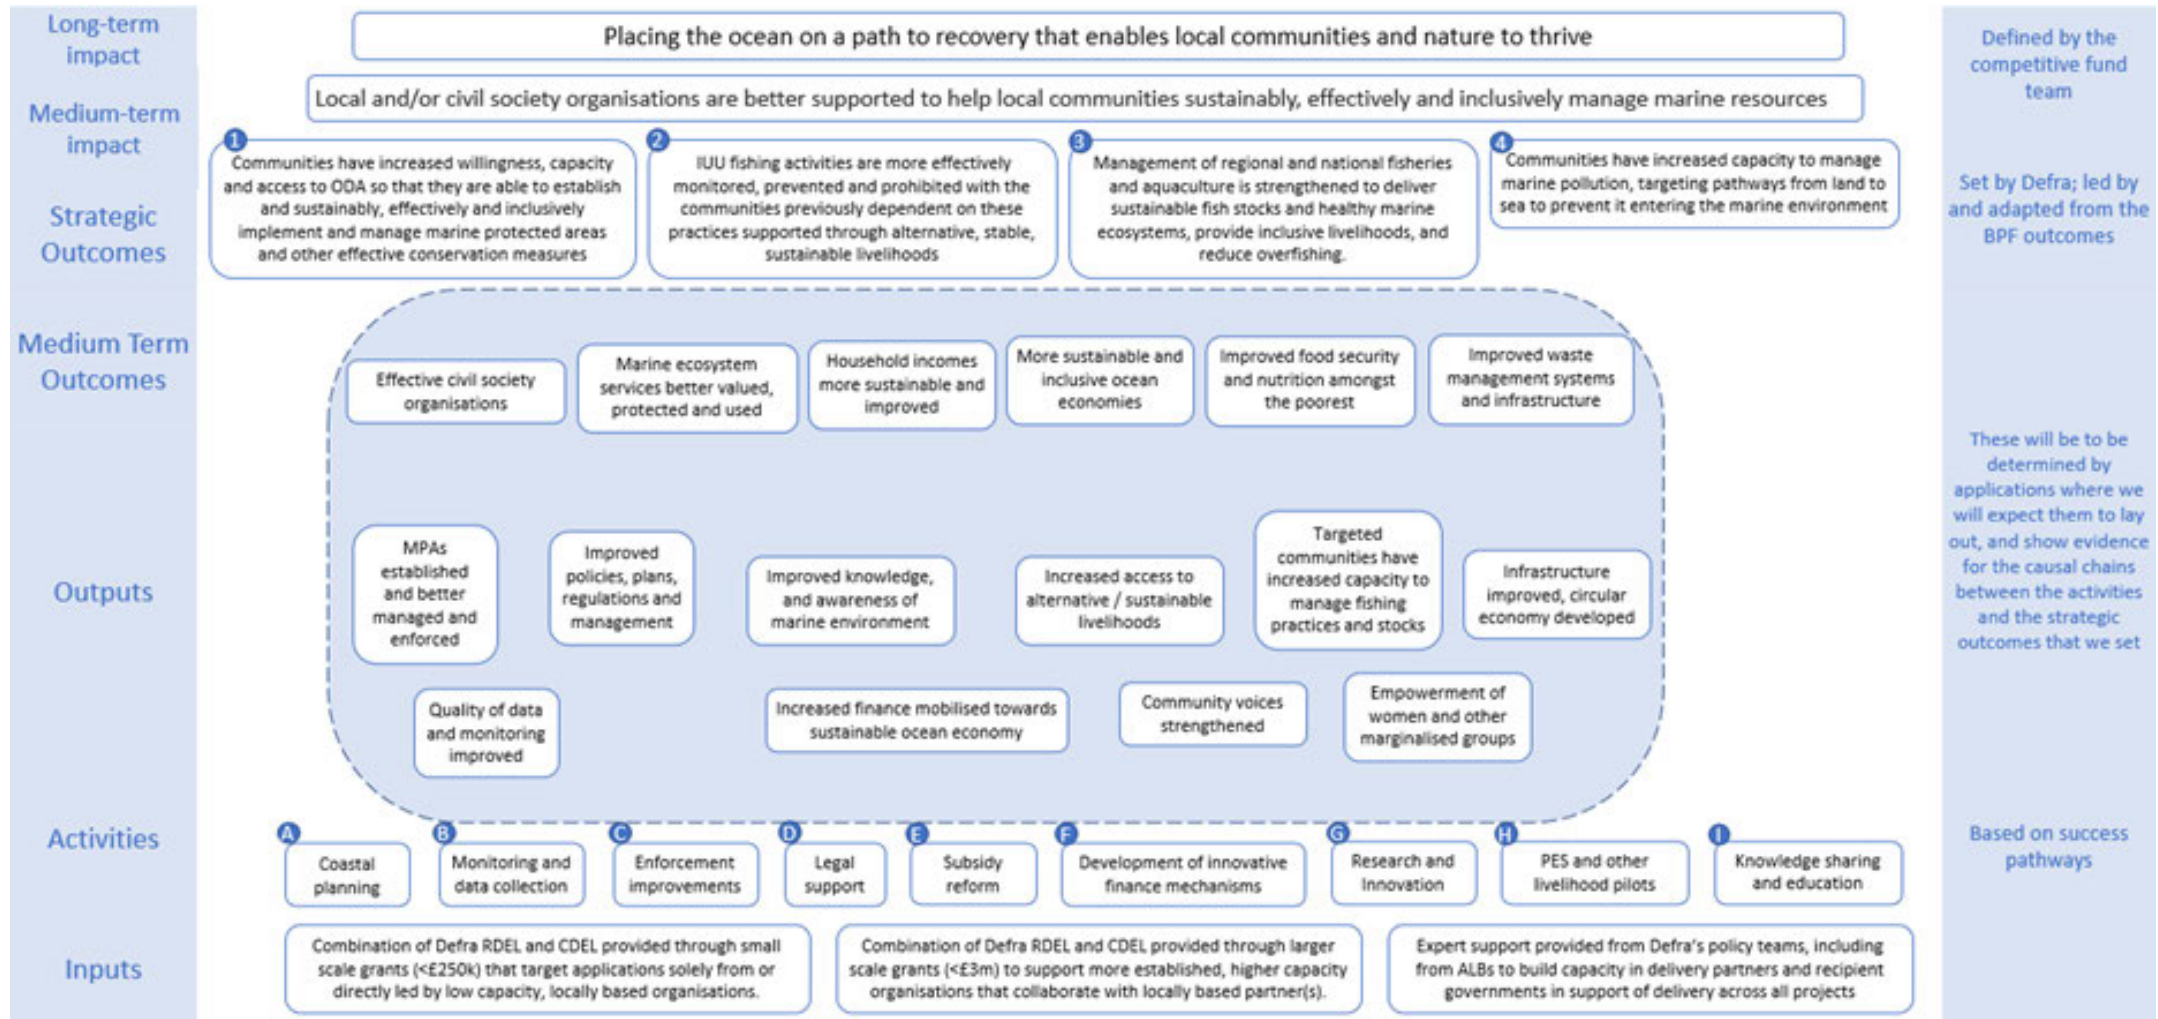 Long-term
impact
Placing the ocean on a path to recovery that enables local communities and nature to thrive
Defined by the
competitive fund
team
Medium-term
impact
Local and/or civil society organisations are better supported to help local communities sustainably, effectively and inclusively manage marine resources
Strategic
Outcomes
1
Communities have increased willingness, capacity
and access to ODA so that they are able to establish
and sustainably, effectively and inclusively
implement and manage marine protected areas
and other effective conservation measures
2
IUU fishing activities are more effectively
monitored, prevented and prohibited with the
communities previously dependent on these
practices supported through alternative, stable,
sustainable livelihoods
3
Management of regional and national fisheries
and aquaculture is strengthened to deliver
sustainable fish stocks and healthy marine
ecosystems, provide inclusive livelihoods, and
reduce overfishing.
4
Communities have increased capacity to manage
marine pollution, targeting pathways from land to
sea to prevent it entering the marine environment
Set by Defra; led by
and adapted from the
BPF outcomes
Medium Term
Outcomes
Effective civil society
organisations
Marine ecosystem
services better valued,
protected and used
Household incomes
more sustainable and
improved
More sustainable and
inclusive ocean
economies
Improved food security
and nutrition amongst
the poorest
Improved waste
management systems
and infrastructure
These will be to be
determined by
applications where we
will expect them to lay
out, and show evidence
for the causal chains
between the activities
and the strategic
outcomes that we set
Outputs
MPAs
established
and better
managed and
enforced
Improved
policies, plans,
regulations and
management
Improved knowledge,
and awareness of
marine environment
Increased access to
alternative / sustainable
livelihoods
Targeted
communities have
increased capacity to
manage fishing
practices and stocks
Infrastructure
improved, circular
economy developed
Quality of data
and monitoring
improved
Increased finance mobilised towards
sustainable ocean economy
Community voices
strengthened
Empowerment of
women and other
marginalised groups
Activities
A
Coastal
planning
B
Monitoring and
data collection
C
Enforcement
improvements
D
Legal
support
E
Subsidy
reform
F
Development of innovative
finance mechanisms
G
Research and
Innovation
H
PES and other
livelihood pilots
I
Knowledge sharing
and education
Based on success
pathways
Inputs
Combination of Defra RDEL and CDEL provided through small
scale grants (<£250k) that target applications solely from or
directly led by low capacity, locally based organisations.
Combination of Defra RDEL and CDEL provided through larger
scale grants (<£3m) to support more established, higher capacity
organisations that collaborate with locally based partner(s).
Expert support provided from Defra's policy teams, including
from ALBs to build capacity in delivery partners and recipient
governments in support of delivery across all projects